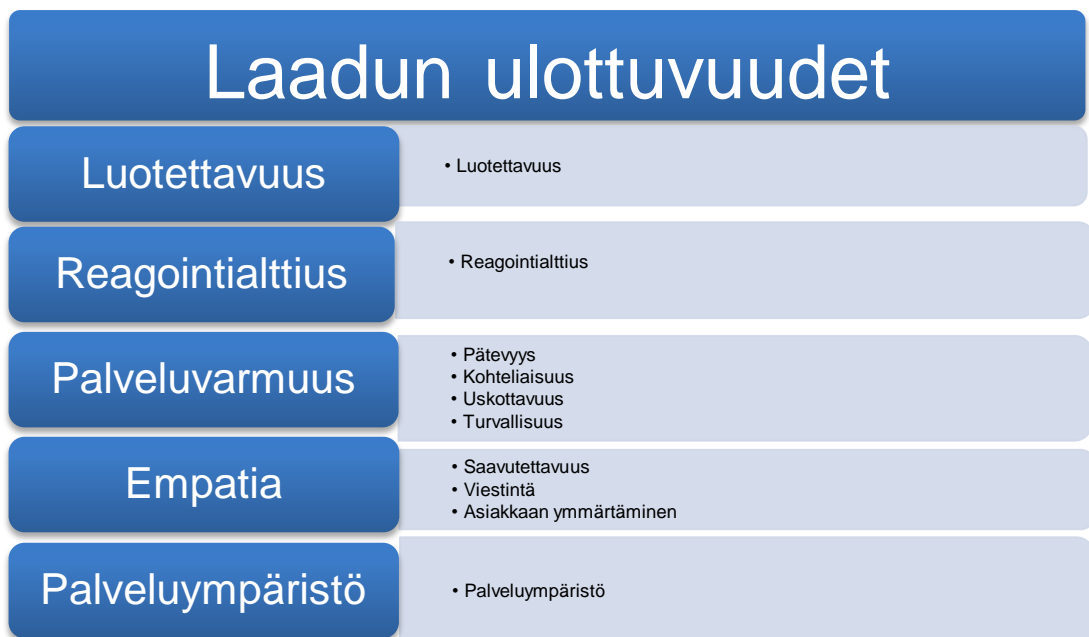 Laadun ulottuvuudet
Luotettavuus
• Luotettavuus
Reagointialttius
• Reagointialttius
Palveluvarmuus
• Pätevyys
• Kohteliaisuus
• Uskottavuus
• Turvallisuus
Empatia
• Saavutettavuus
• Viestintä
• Asiakkaan ymmärtäminen
Palveluympäristö
• Palveluympäristö